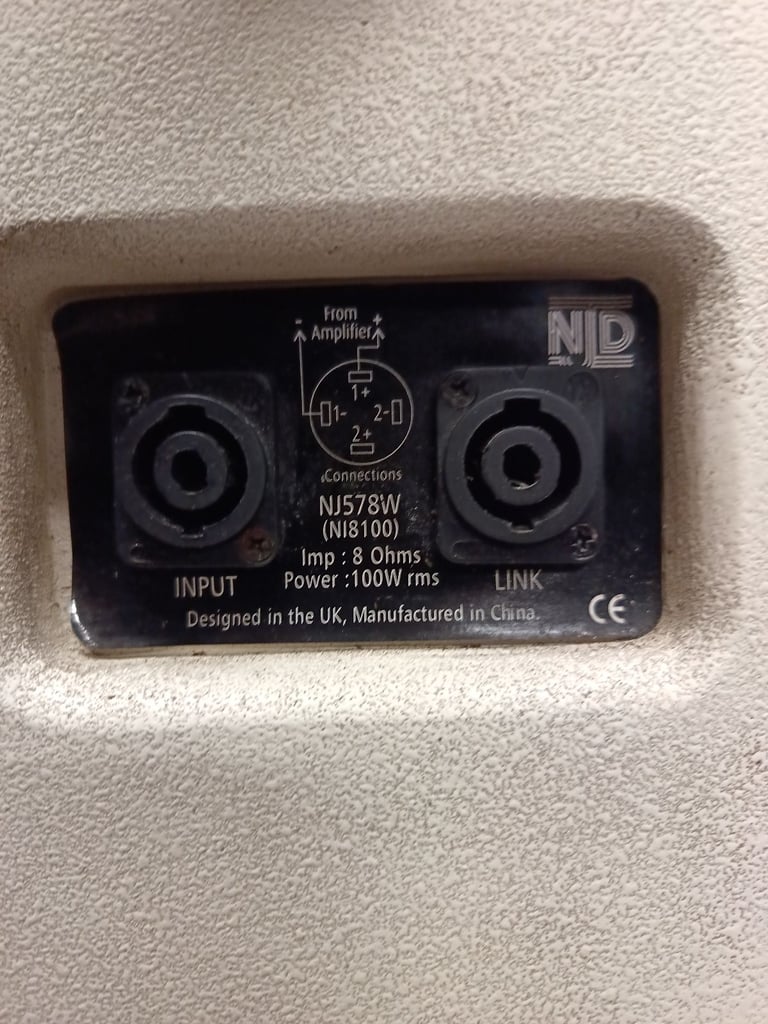 From
- Amplifier +
NJD
1+
1- 2-
2+
Connections
NJ578W
(NI8100)
Imp : 8 Ohms
Power :100W rms
INPUT
LINK
Designed in the UK, Manufactured in China.
CE